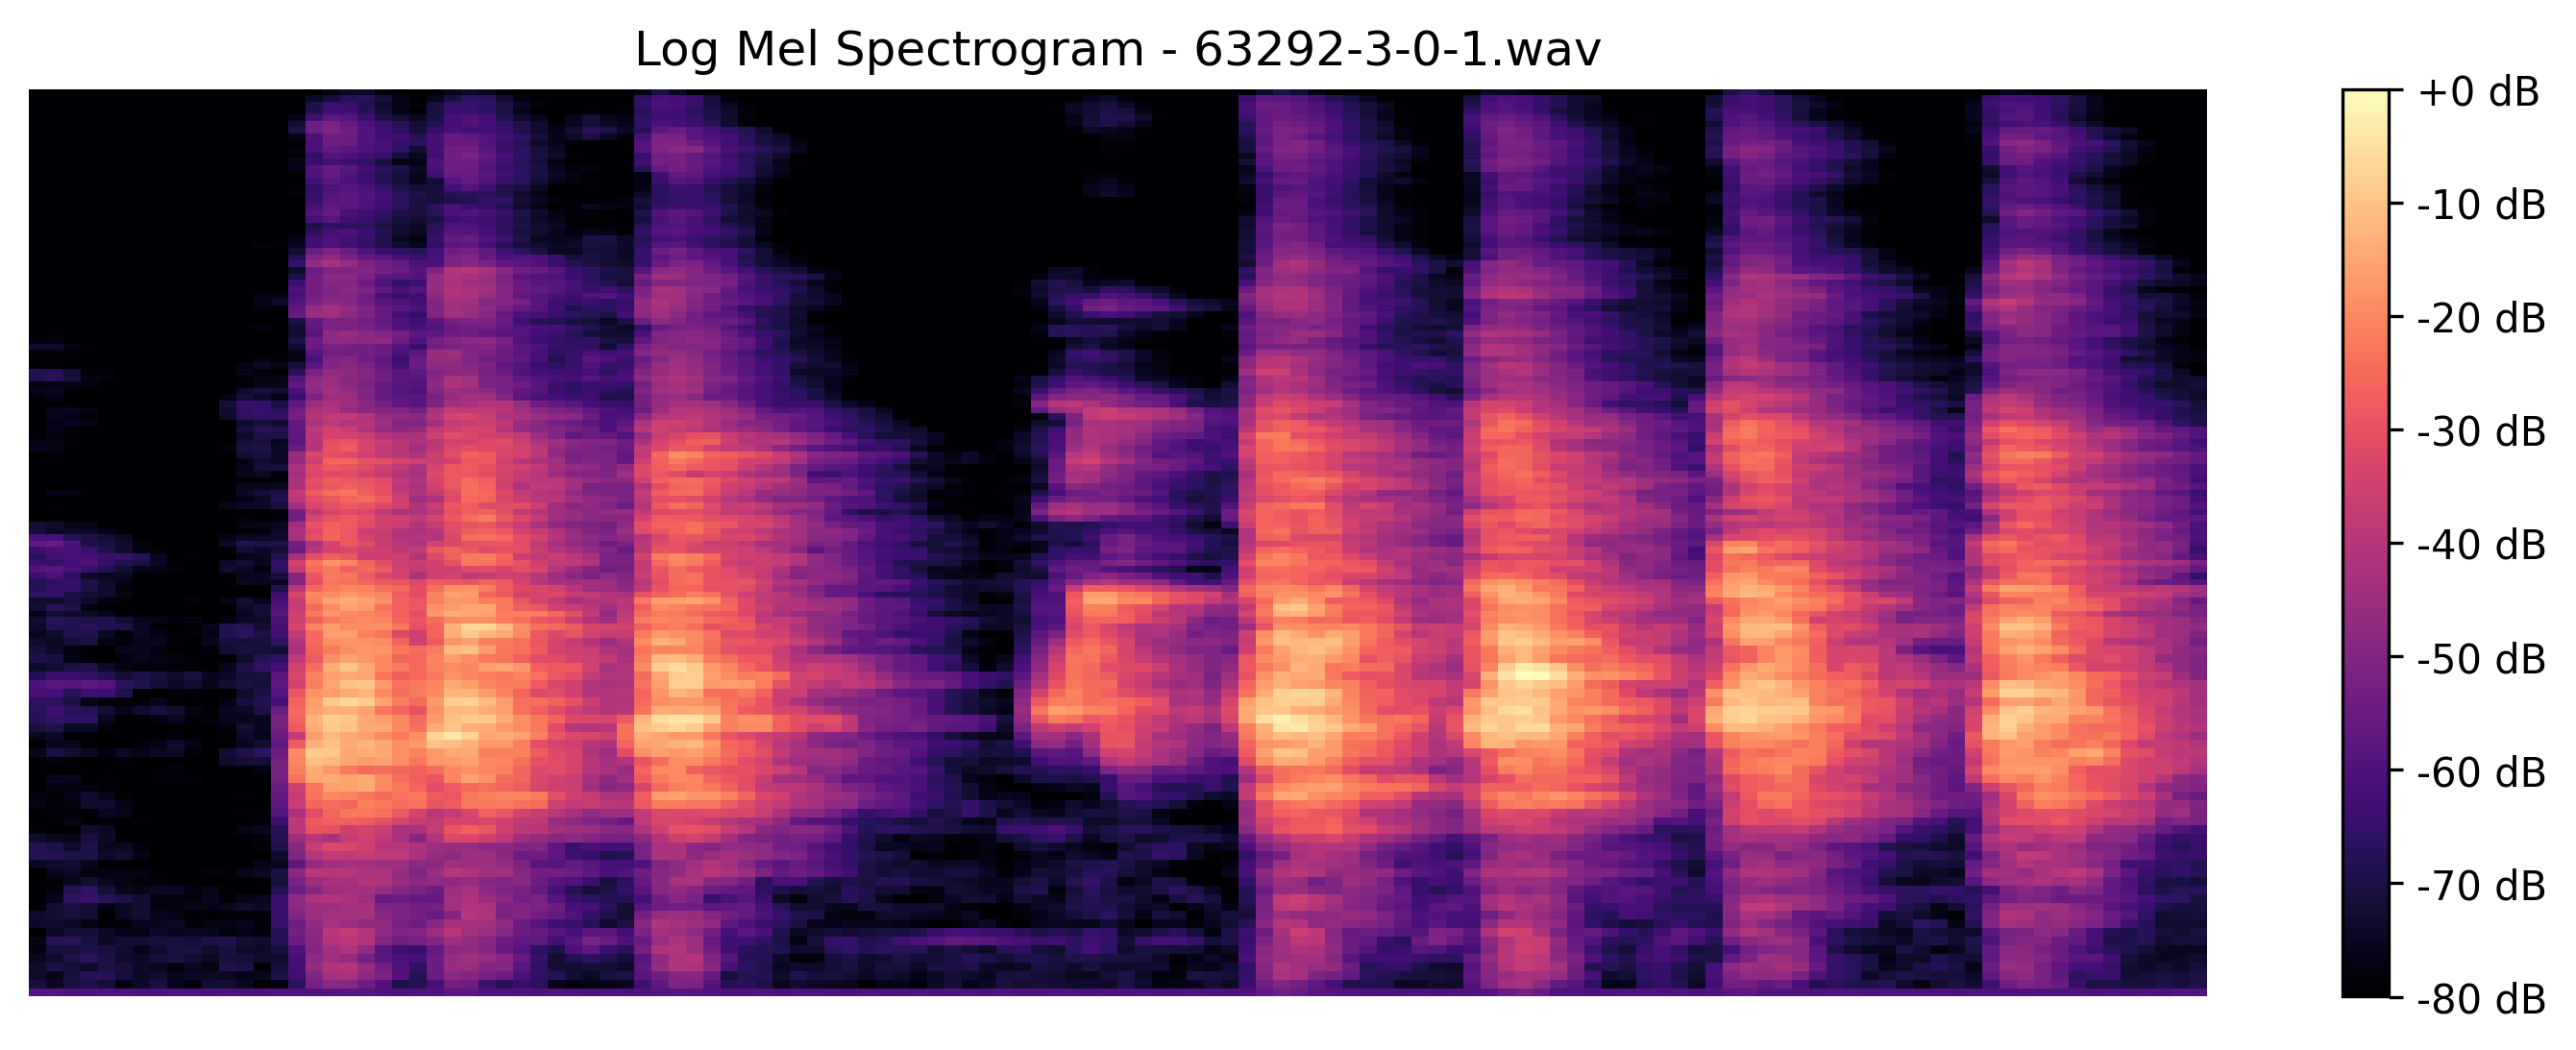 Log Mel Spectrogram - 63292-3-0-1.wav
+0 dB
-10 dB
-20 dB
-30 dB
-40 dB
-50 dB
-60 dB
-70 dB
-80 dB